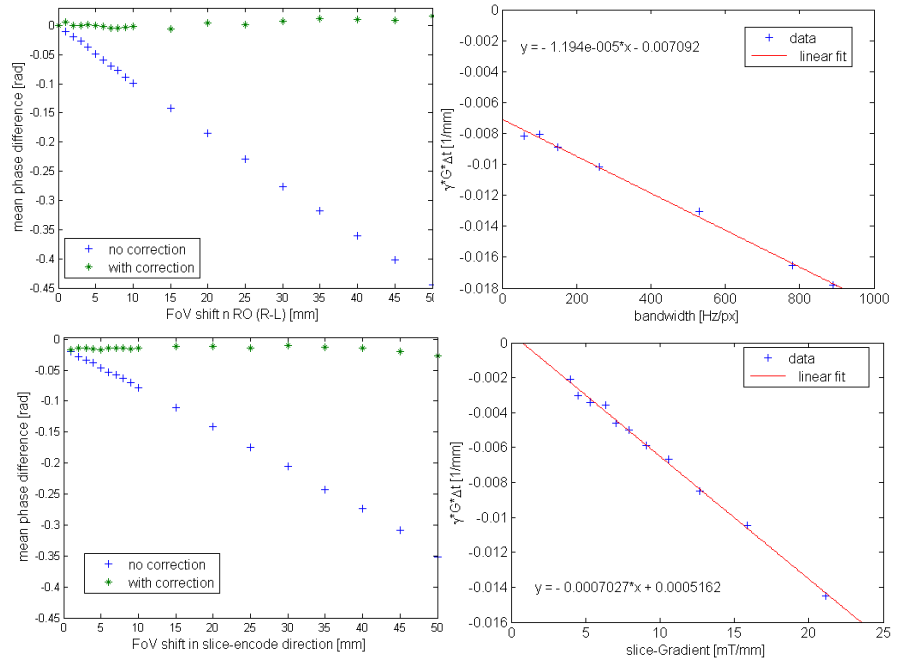 0
-0.05
-0.1
-0.15
-0.2
-0.25
-0.3
-0.35
-0.4
-0.45
0 5 10 15 20 25 30 35 40 45 50
mean phase difference [rad]
FoV shift n RO (R-L) [mm]
no correction
with correction
0
-0.002
-0.004
-0.006
-0.008
-0.01
-0.012
-0.014
-0.016
-0.018
0 200 400 600 800 1000
γ*G*Δt [1/mm]
bandwidth [Hz/px]
y = - 1.194e-005*x - 0.007092
data
linear fit
0
-0.05
-0.1
-0.15
-0.2
-0.25
-0.3
-0.35
-0.4
-0.45
0 5 10 15 20 25 30 35 40 45 50
mean phase difference [rad]
FoV shift in slice-encode direction [mm]
no correction
with correction
0
-0.002
-0.004
-0.006
-0.008
-0.01
-0.012
-0.014
-0.016
0 5 10 15 20 25
γ*G*Δt [1/mm]
slice-Gradient [mT/mm]
data
linear fit
y = - 0.0007027*x + 0.0005162